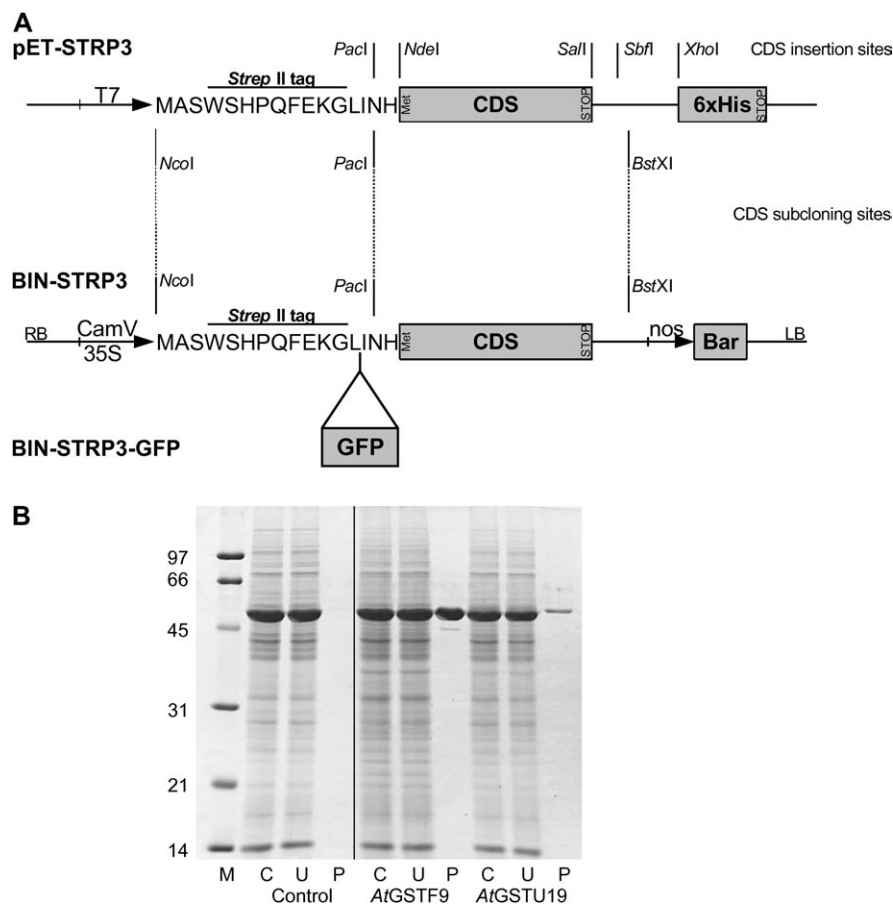 A
pET-STRP3
PacI NdeI SalI SbfI XhoI CDS insertion sites
Strep II tag
T7 MASWSHPQFEKGLINH Met CDS STOP 6xHis STOP
NcoI PacI BstXI
CDS subcloning sites
BIN-STRP3
NcoI PacI BstXI
Strep II tag
RB CamV 35S MASWSHPQFEKGLINH Met CDS STOP nos Bar LB
BIN-STRP3-GFP GFP
B
97
66
45
31
21
14
M C U P C U P C U P
Control AtGSTF9 AtGSTU19